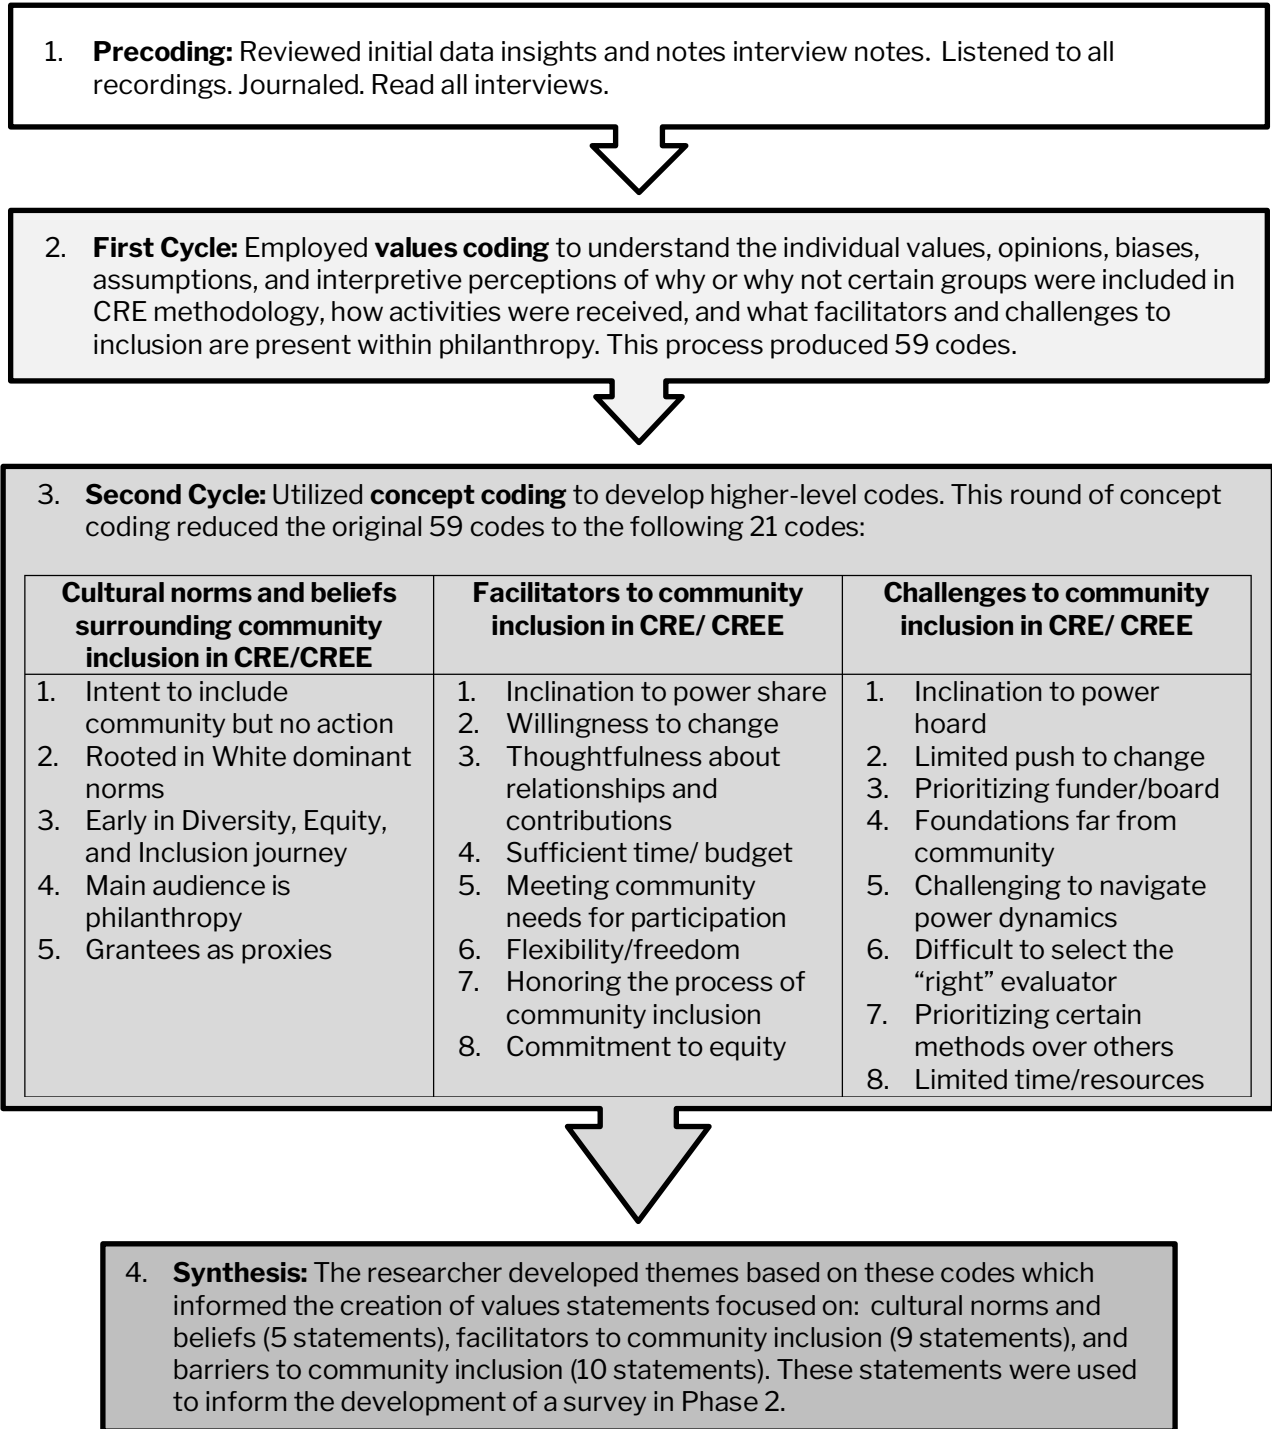 1. Precoding: Reviewed initial data insights and notes interview notes. Listened to all
recordings. Journaled. Read all interviews.
2. First Cycle: Employed values coding to understand the individual values, opinions, biases,
assumptions, and interpretive perceptions of why or why not certain groups were included in
CRE methodology, how activities were received, and what facilitators and challenges to
inclusion are present within philanthropy. This process produced 59 codes.
3. Second Cycle: Utilized concept coding to develop higher-level codes. This round of concept
coding reduced the original 59 codes to the following 21 codes:
Cultural norms and beliefs
surrounding community
inclusion in CRE/CREE
1. Intent to include
community but no action
2. Rooted in White dominant
norms
3. Early in Diversity, Equity,
and Inclusion journey
4. Main audience is
philanthropy
5. Grantees as proxies
Facilitators to community
inclusion in CRE/ CREE
1. Inclination to power share
2. Willingness to change
3. Thoughtfulness about
relationships and
contributions
4. Sufficient time/ budget
5. Meeting community
needs for participation
6. Flexibility/freedom
7. Honoring the process of
community inclusion
8. Commitment to equity
Challenges to community
inclusion in CRE/ CREE
1. Inclination to power
hoard
2. Limited push to change
3. Prioritizing funder/board
4. Foundations far from
community
5. Challenging to navigate
power dynamics
6. Difficult to select the
“right” evaluator
7. Prioritizing certain
methods over others
8. Limited time/resources
4. Synthesis: The researcher developed themes based on these codes which
informed the creation of values statements focused on: cultural norms and
beliefs (5 statements), facilitators to community inclusion (9 statements), and
barriers to community inclusion (10 statements). These statements were used
to inform the development of a survey in Phase 2.